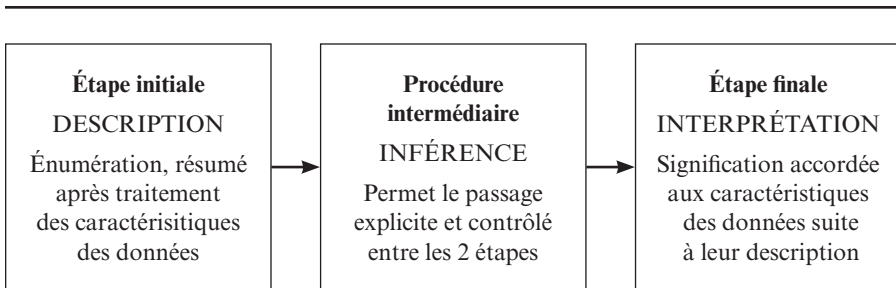 Étape initiale
DESCRIPTION
Énumération, résumé
après traitement
des caractérisitiques
des données
Procédure
intermédiaire
INFÉRENCE
Permet le passage
explicite et contrôlé
entre les 2 étapes
Étape finale
INTERPRÉTATION
Signification accordée
aux caractéristiques
des données suite
à leur description